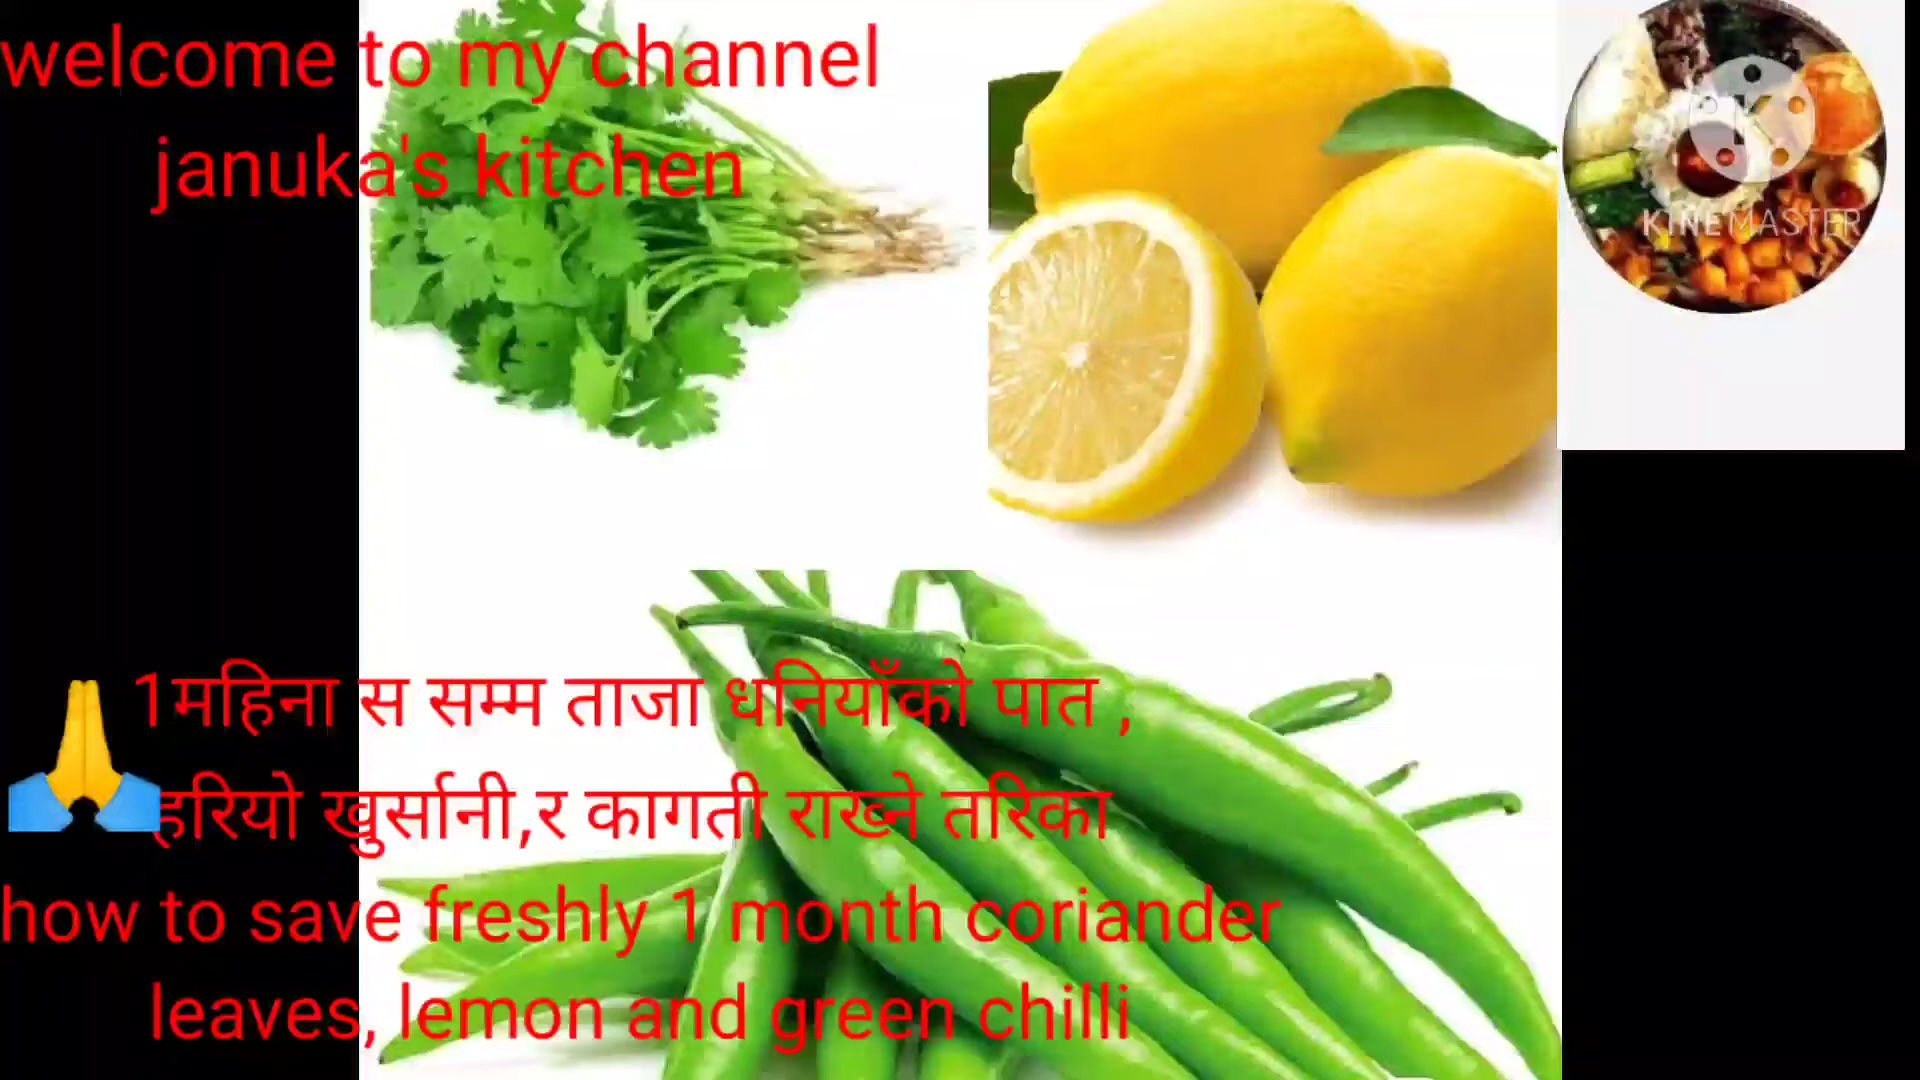 welcome to my channel
januka's kitchen
KINEMASTER
1महिना स सम्म ताजा धनियाँको पात ,
हरियो खुर्सानी,र कागती राख्ने तरिका
how to save freshly 1 month coriander
leaves, lemon and green chilli